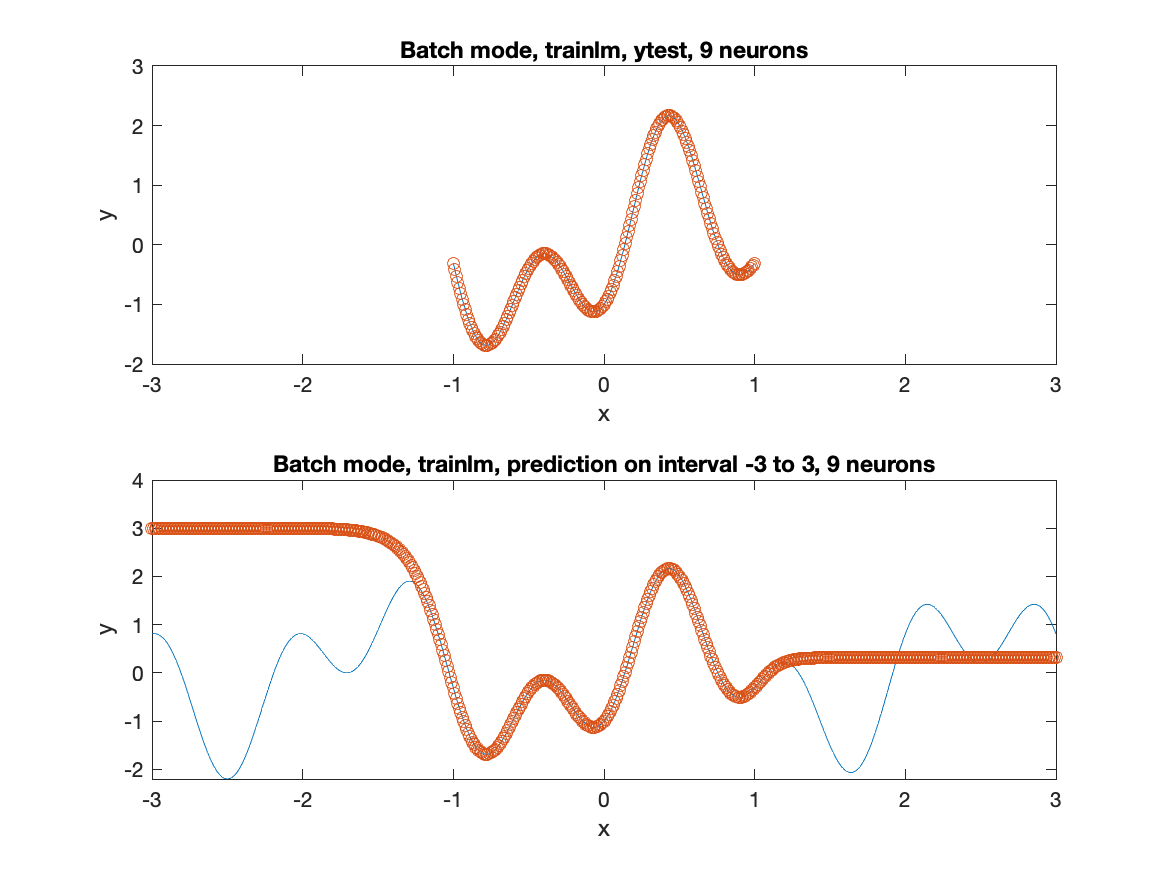 Batch mode, trainlm, ytest, 9 neurons
3
2
1
0
-1
-2
y
-3 -2 -1 0 1 2 3
x
Batch mode, trainlm, prediction on interval -3 to 3, 9 neurons
4
3
2
1
0
-1
-2
y
-3 -2 -1 0 1 2 3
x